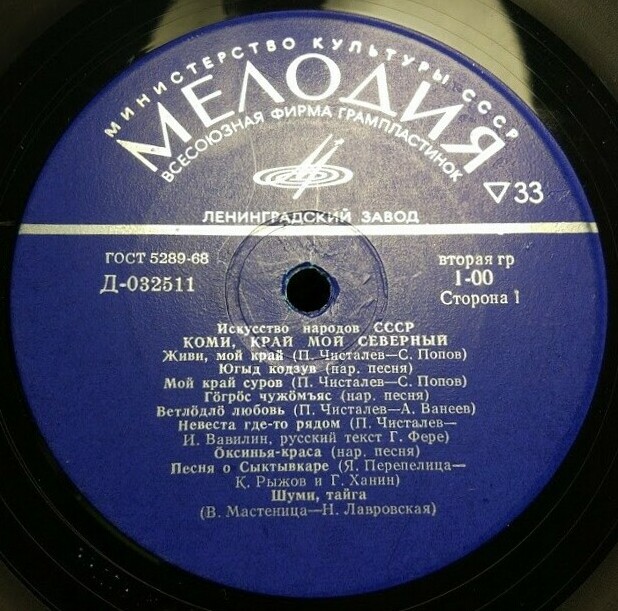 МИНИСТЕРСТВО КУЛЬТУРЫ СССР
МЕЛОДИЯ
ВСЕСОЮЗНАЯ ФИРМА ГРАМПЛАСТИНОК
▽ 33
ЛЕНИНГРАДСКИЙ ЗАВОД
ГОСТ 5289-68
Д-032511
вторая гр
1-00
Сторона 1
Искусство народов СССР
КОМИ, КРАЙ МОЙ СЕВЕРНЫЙ
Живи, мой край (П. Чисталев—С. Попов)
Югыд кодзув (нар. песня)
Мой край суров (П. Чисталев—С. Попов)
Гӧгрӧс чужӧмъяс (нар. песня)
Ветлӧдлӧ любовь (П. Чисталев—А. Ванеев)
Невеста где-то рядом (П. Чисталев—
И. Вавилин, русский текст Г. Фере)
Ӧксинья-краса (нар. песня)
Песня о Сыктывкаре (Я. Перепелица—
К. Рыжов и Г. Ханин)
Шуми, тайга
(В. Мастеница—Н. Лавровская)